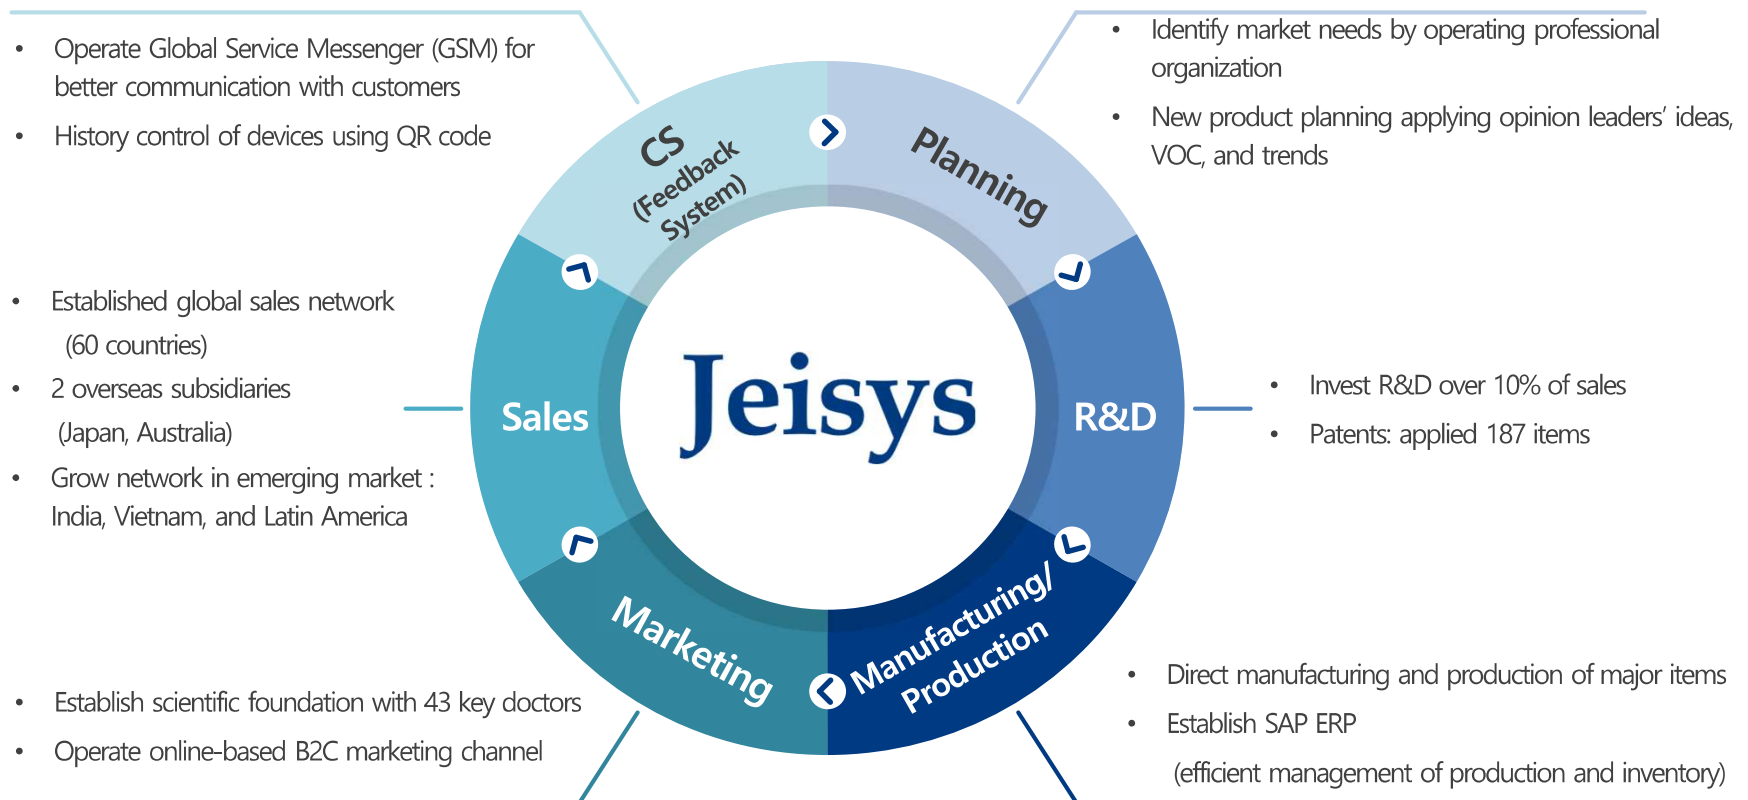 • Operate Global Service Messenger (GSM) for
better communication with customers
• History control of devices using QR code
• Identify market needs by operating professional
organization
• New product planning applying opinion leaders' ideas,
VOC, and trends
CS
(Feedback
System)
Planning
• Established global sales network
(60 countries)
• 2 overseas subsidiaries
(Japan, Australia)
• Grow network in emerging market :
India, Vietnam, and Latin America
Sales
Jeisys
R&D
• Invest R&D over 10% of sales
• Patents: applied 187 items
Marketing
Manufacturing/
Production
• Establish scientific foundation with 43 key doctors
• Operate online-based B2C marketing channel
• Direct manufacturing and production of major items
• Establish SAP ERP
(efficient management of production and inventory)